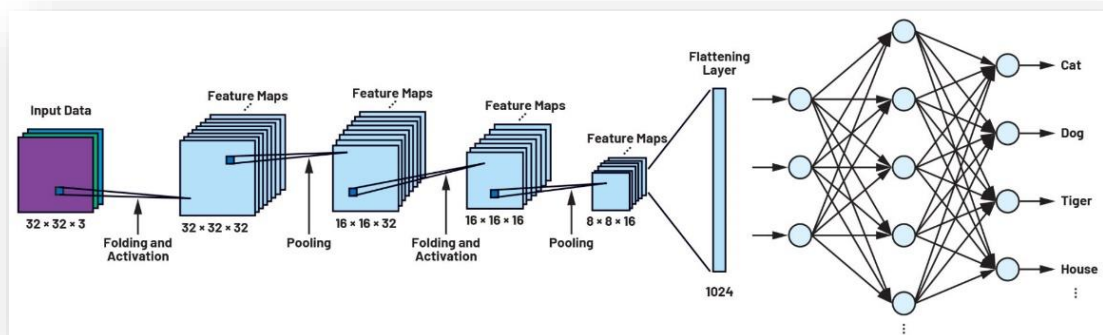 Input Data
32 × 32 × 3
Folding and
Activation
Feature Maps
32 × 32 × 32
Pooling
Feature Maps
16 × 16 × 32
Folding and
Activation
Feature Maps
16 × 16 × 16
Pooling
Feature Maps
8 × 8 × 16
Flattening
Layer
1024
Cat
Dog
Tiger
House